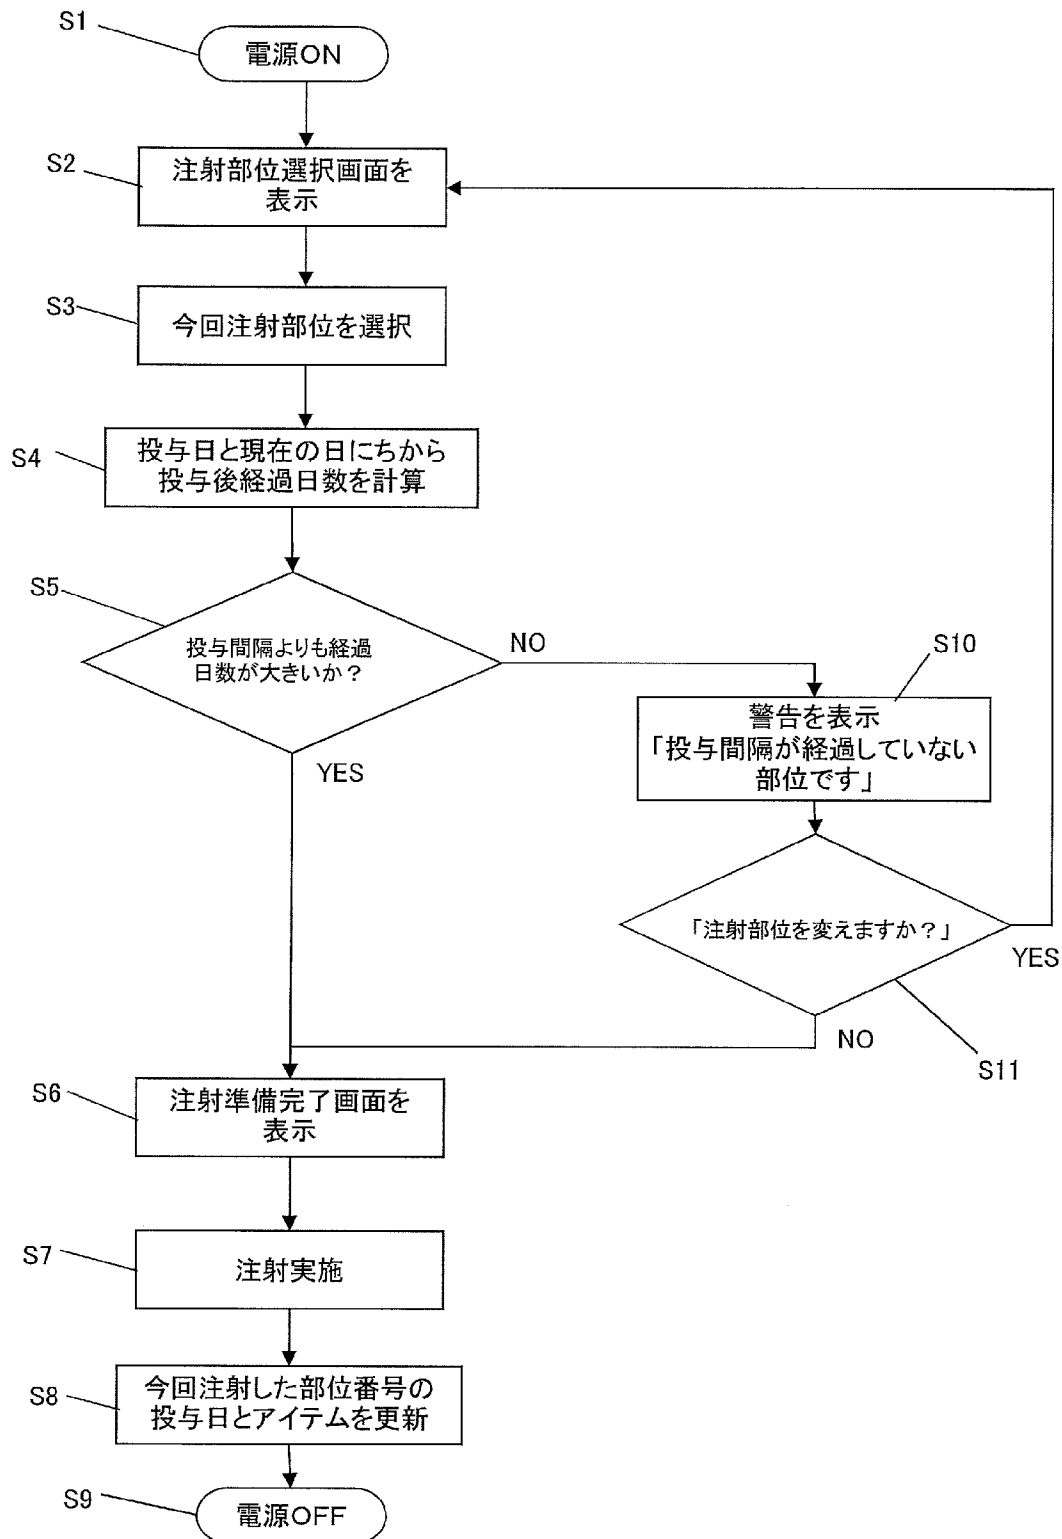 S1
電源ON
S2
注射部位選択画面を
表示
S3
今回注射部位を選択
S4
投与日と現在の日にちから
投与後経過日数を計算
S5
投与間隔よりも経過
日数が大きいか？
NO
YES
S10
警告を表示
「投与間隔が経過していない
部位です」
「注射部位を変えますか？」
YES
NO
S11
S6
注射準備完了画面を
表示
S7
注射実施
S8
今回注射した部位番号の
投与日とアイテムを更新
S9
電源OFF